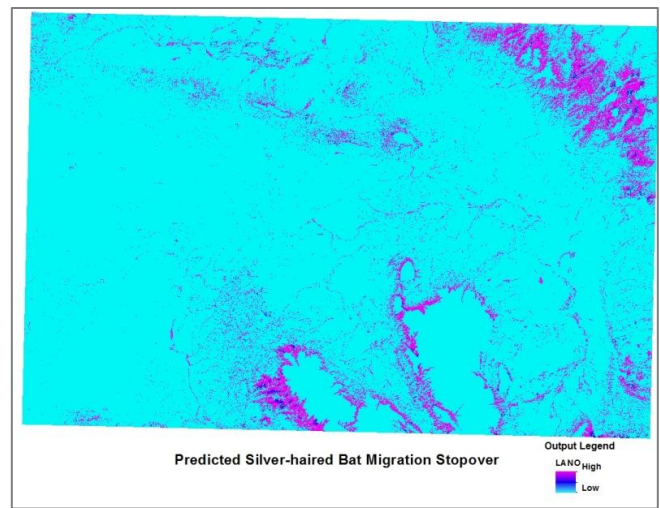 Predicted Silver-haired Bat Migration Stopover
Output Legend
LANO
High
Low